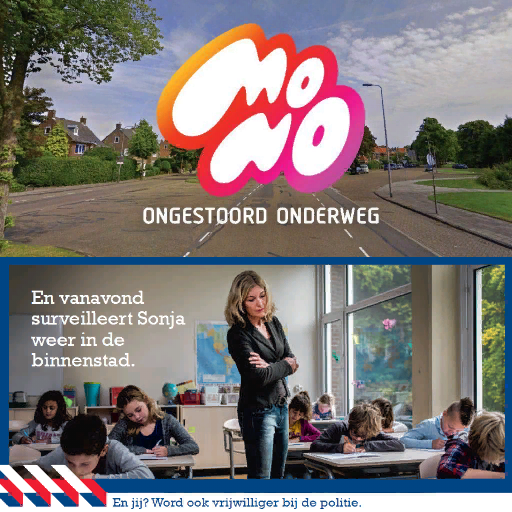 MO
NO
ONGESTOORD ONDERWEG
En vanavond
surveilleert Sonja
weer in de
binnenstad.
En jij? Word ook vrijwilliger bij de politie.